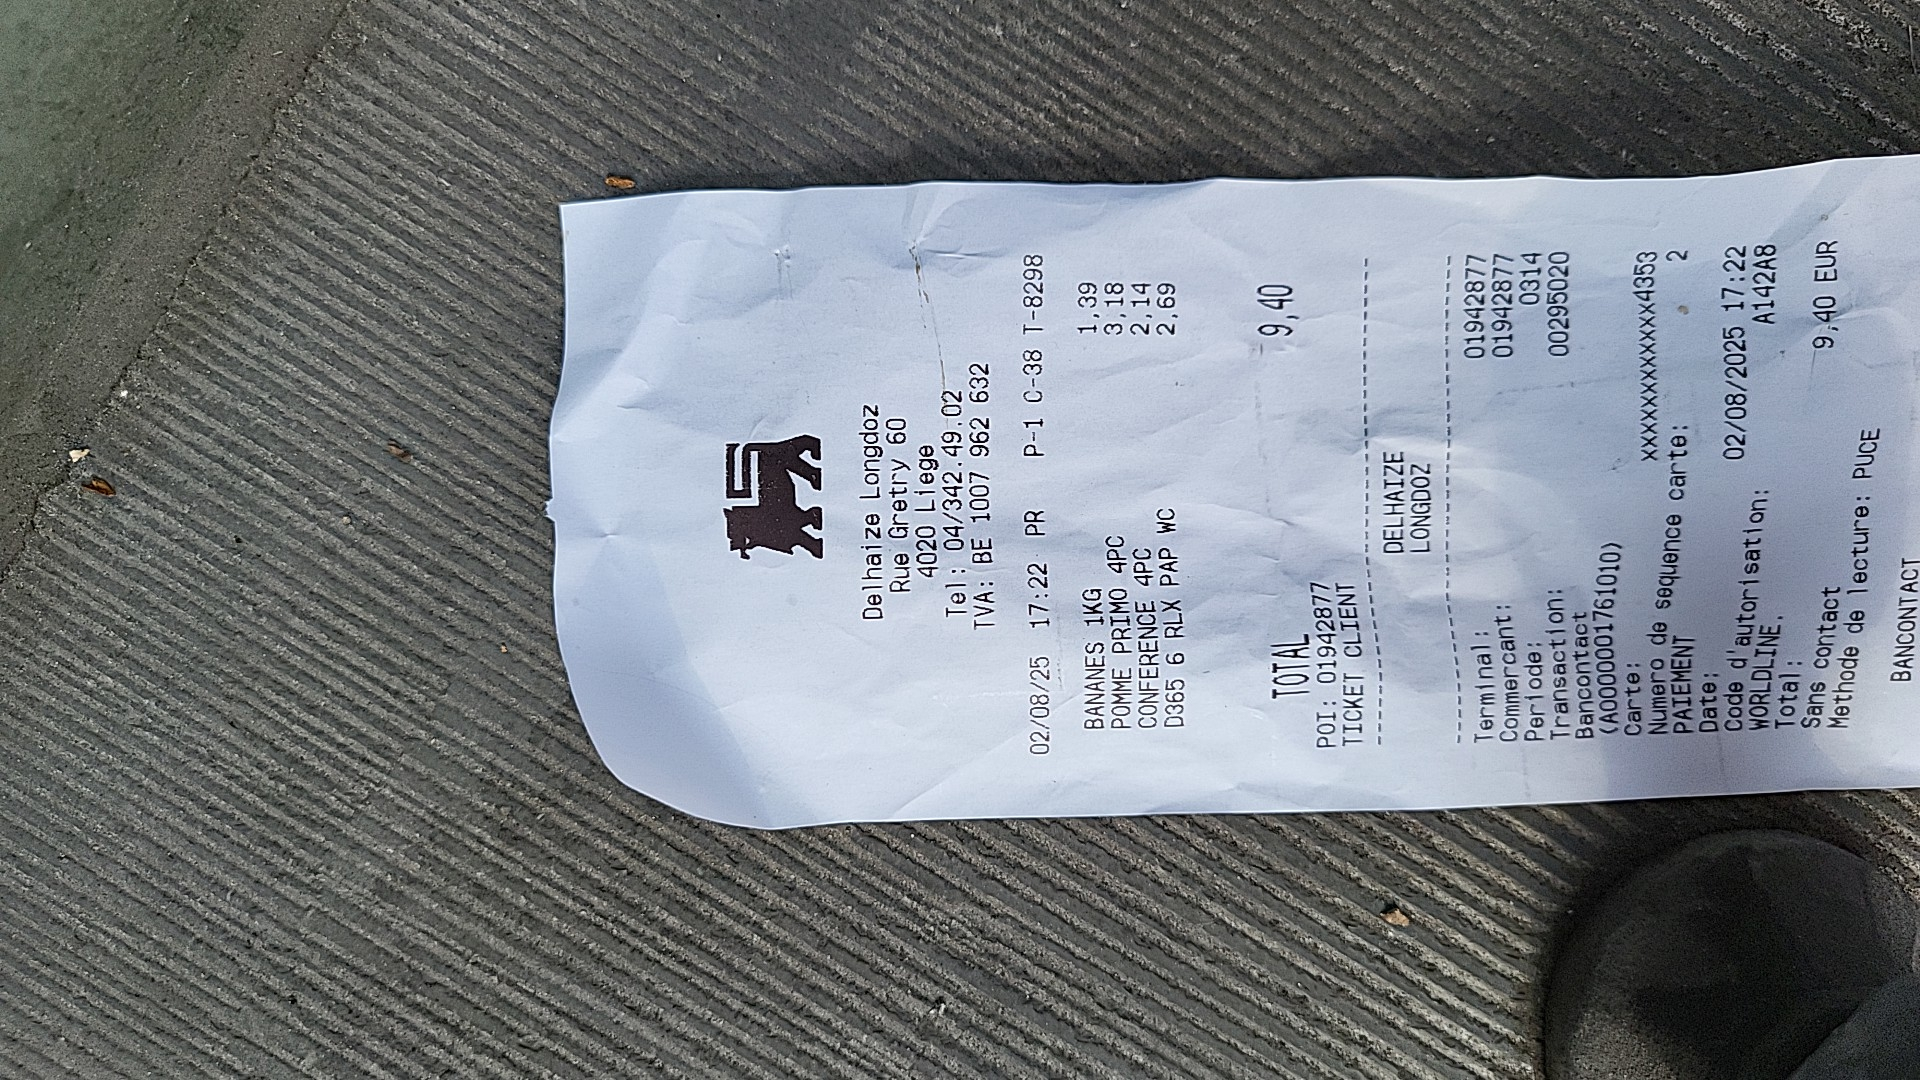 Delhaize Longdoz
Rue Gretry 60
4020 Liege
Tel: 04/342.49.02
TVA: BE 1007 962 632
02/08/25 17:22 PR P-1 C-38 T-8298
BANANES 1KG 1,39
POMME PRIMO 4PC 3,18
CONFERENCE 4PC 2,14
D365 6 RLX PAP WC 2,69
TOTAL 9,40
POI: 01942877
TICKET CLIENT
DELHAIZE
LONGDOZ
Terminal: 01942877
Commercant: 01942877
Periode: 0314
Transaction: 00295020
Bancontact
(A0000001761010)
Carte: xxxxxxxxxxxxx4353
Numero de sequence carte: 2
PAIEMENT
Date: 02/08/2025 17:22
Code d'autorisation: A142A8
WORLDLINE.
Total: 9,40 EUR
Sans contact
Methode de lecture: PUCE
BANCONTACT